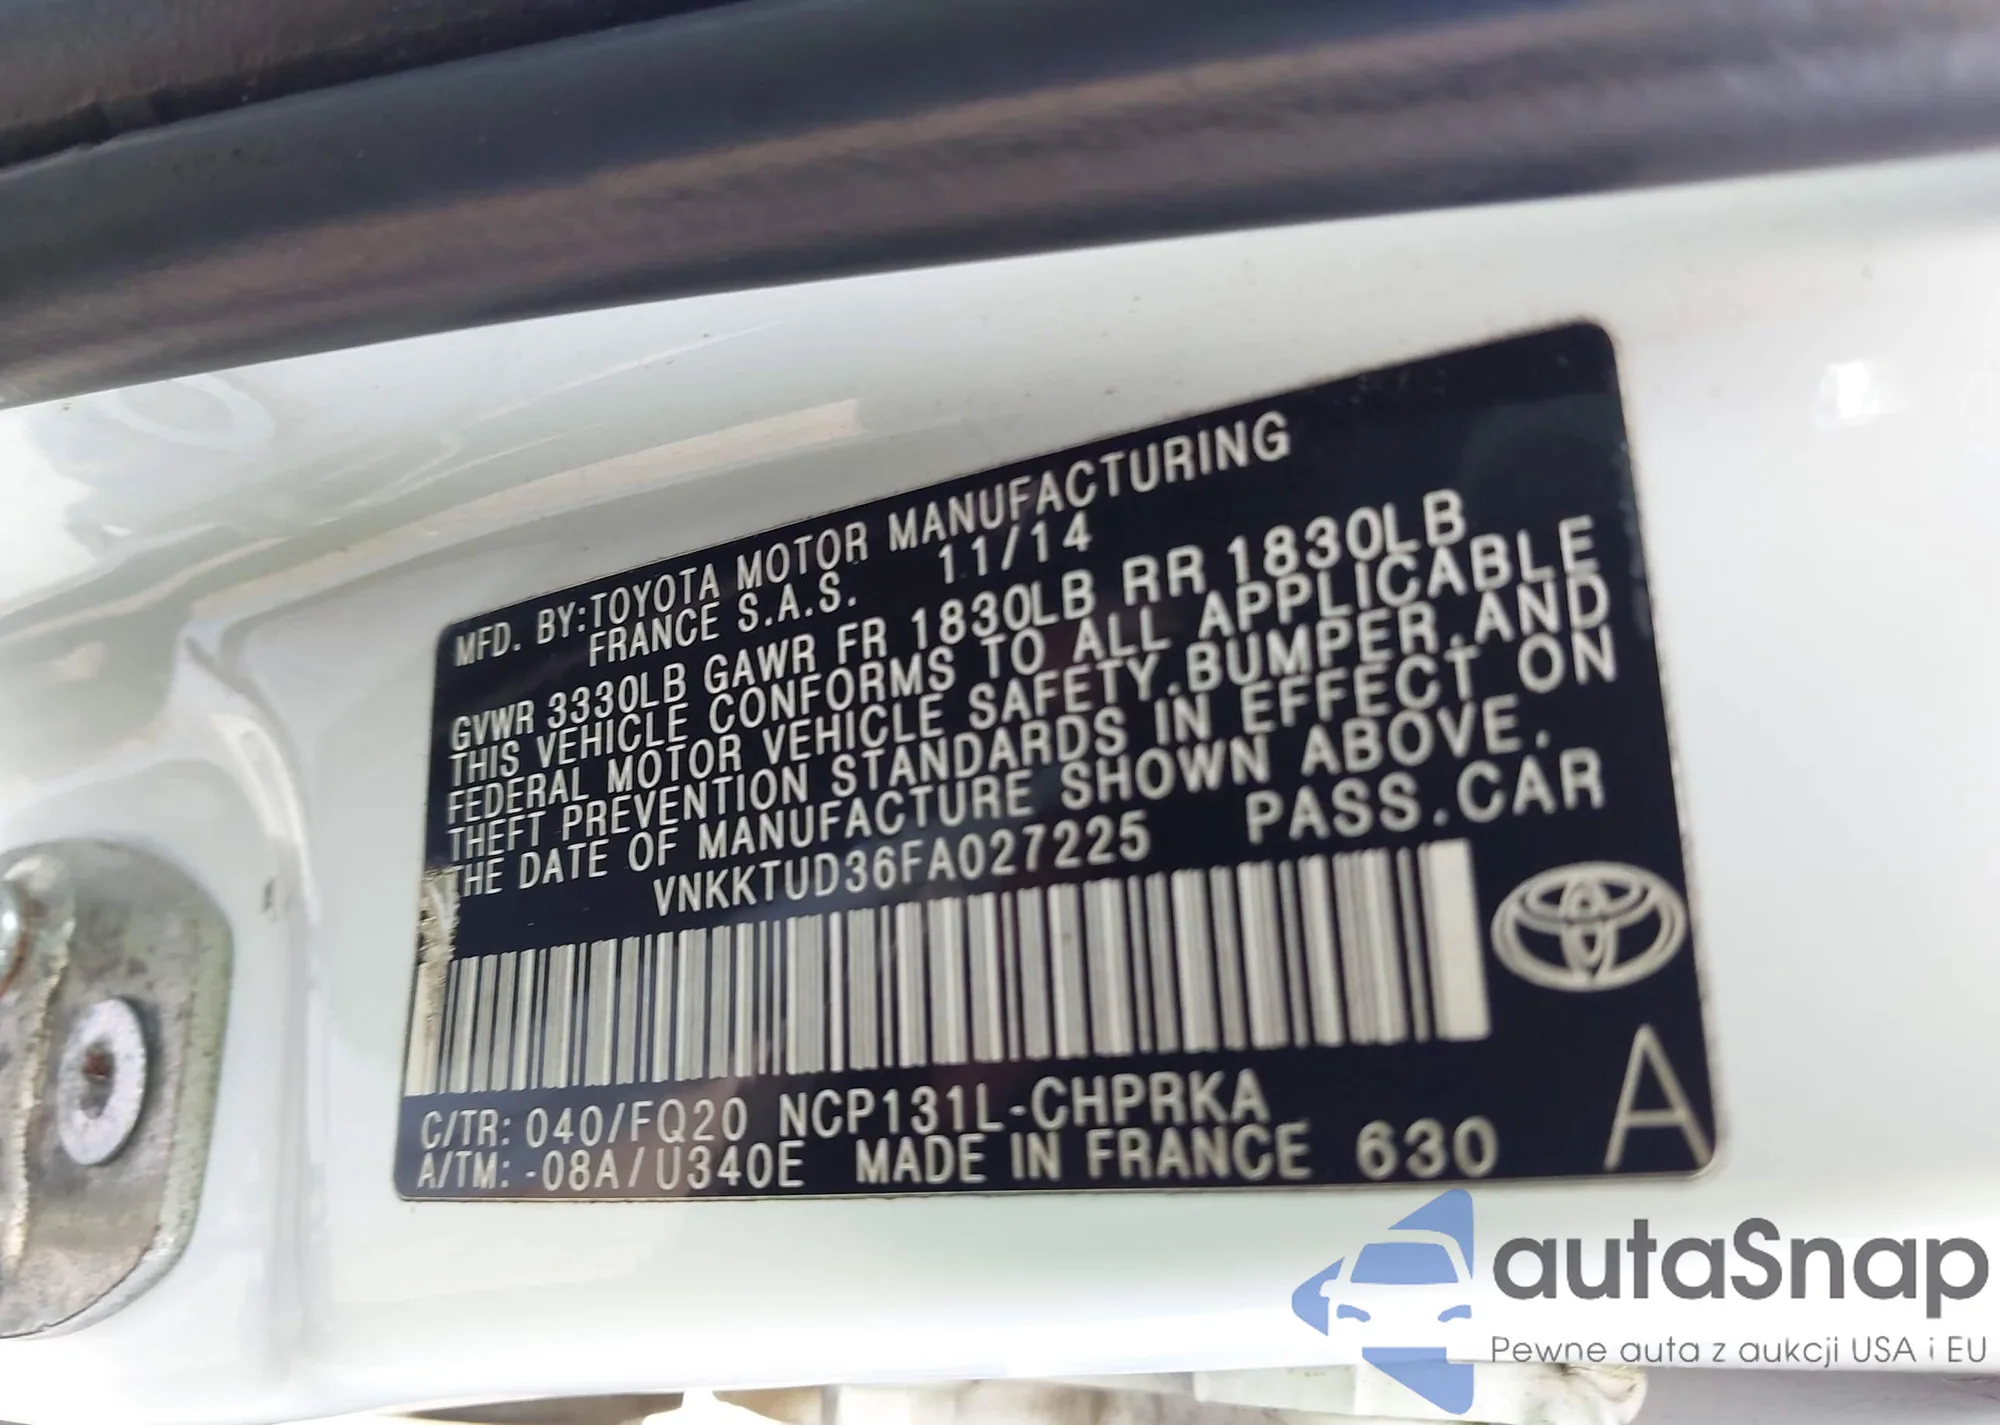 MFD. BY:TOYOTA MOTOR MANUFACTURING
FRANCE S.A.S. 11/14
GVWR 3330LB GAWR FR 1830LB RR 1830LB
THIS VEHICLE CONFORMS TO ALL APPLICABLE
FEDERAL MOTOR VEHICLE SAFETY.BUMPER.AND
THEFT PREVENTION STANDARDS IN EFFECT ON
THE DATE OF MANUFACTURE SHOWN ABOVE.
VNKKTUD36FA027225 PASS.CAR
C/TR: 040/FQ20 NCP131L-CHPRKA
A/TM: -08A/U340E MADE IN FRANCE 630
A
autaSnap
Pewne auta z aukcji USA i EU